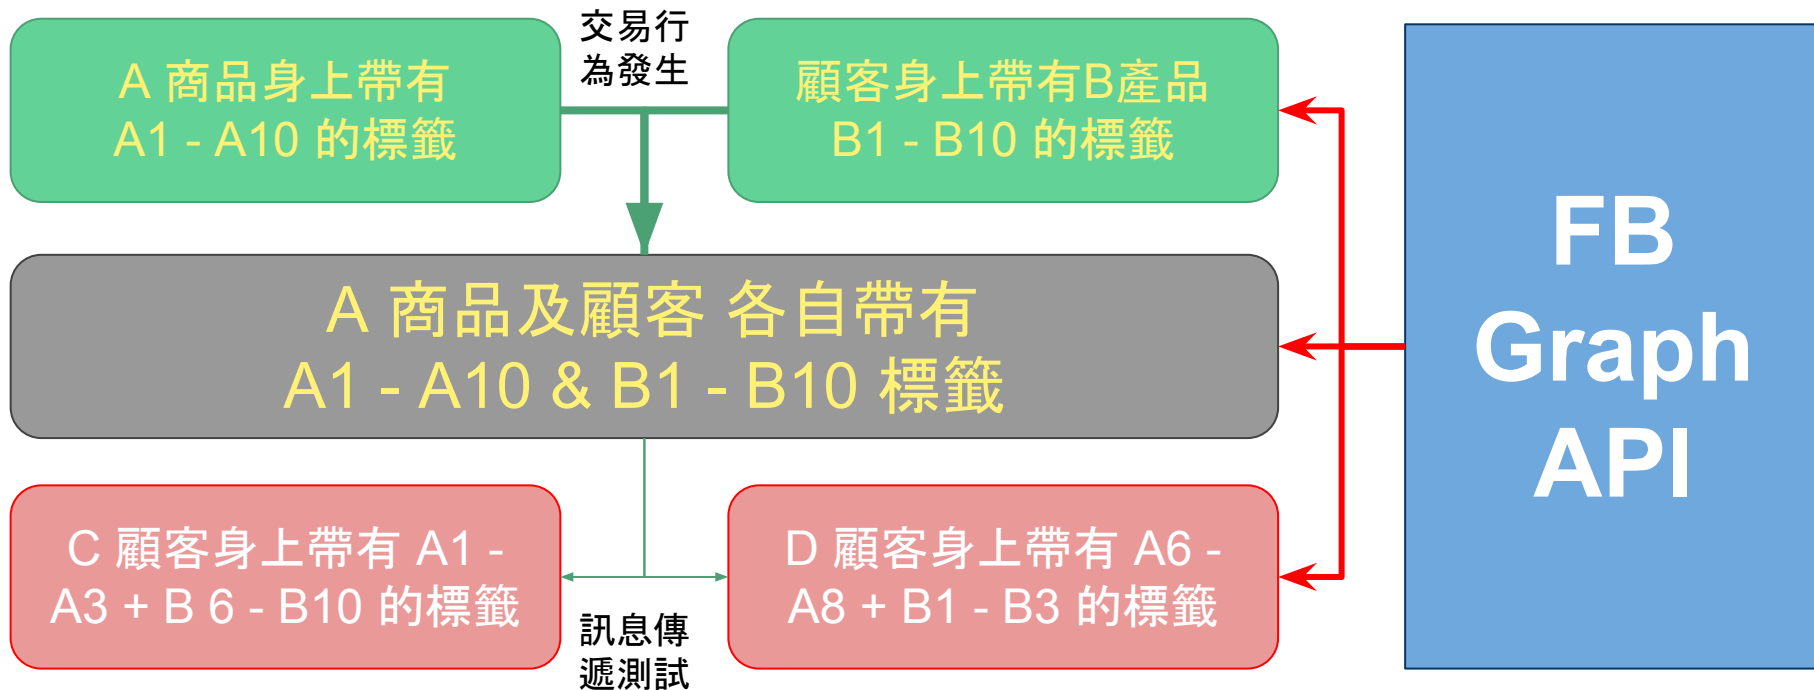 交易行
為發生
A 商品身上帶有
A1 - A10 的標籤
顧客身上帶有B產品
B1 - B10 的標籤
A 商品及顧客 各自帶有
A1 - A10 & B1 - B10 標籤
C 顧客身上帶有 A1 -
A3 + B 6 - B10 的標籤
D 顧客身上帶有 A6 -
A8 + B1 - B3 的標籤
訊息傳
遞測試
FB
Graph
API